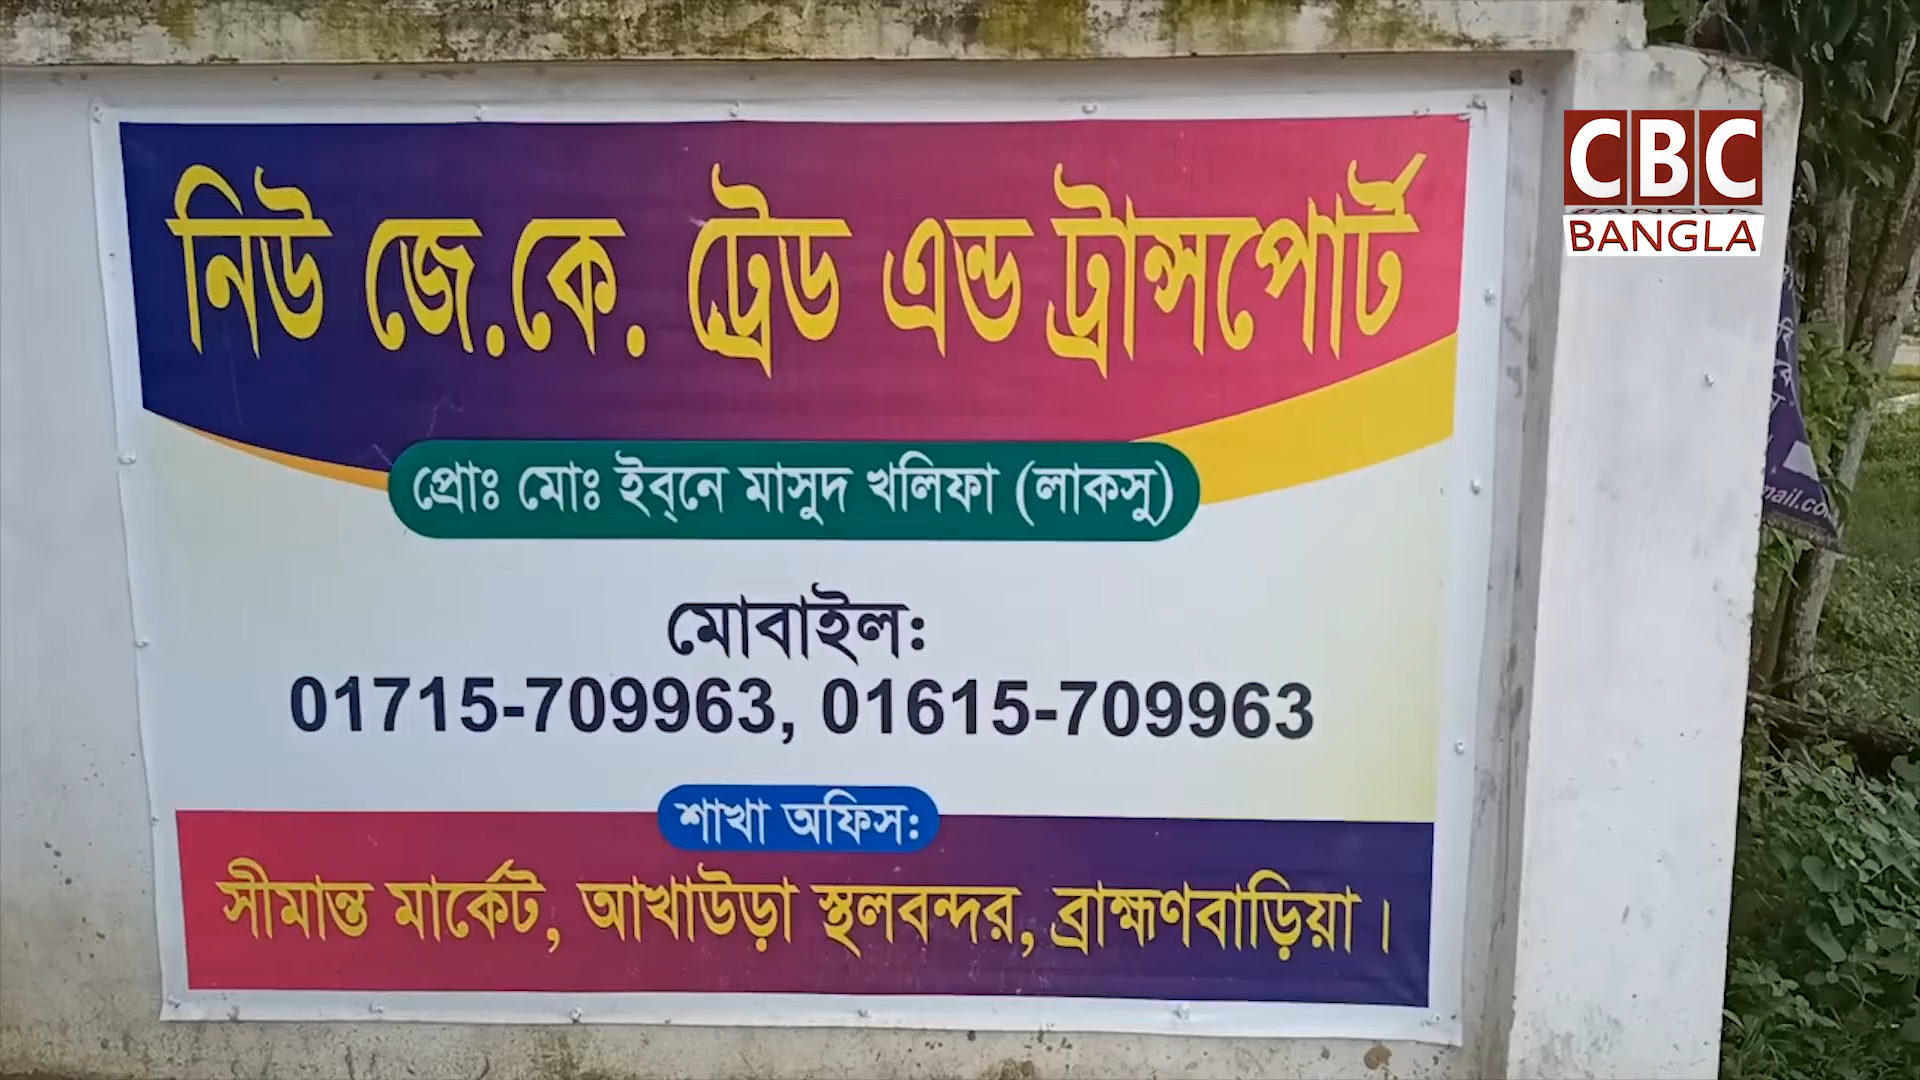 নিউ জে.কে. ট্রেড এন্ড ট্রান্সপোর্ট
প্রোঃ মোঃ ইব্‌নে মাসুদ খলিফা (লাকসু)
মোবাইল:
01715-709963, 01615-709963
শাখা অফিস:
সীমান্ত মার্কেট, আখাউড়া স্থলবন্দর, ব্রাহ্মণবাড়িয়া।
CBC
BANGLA